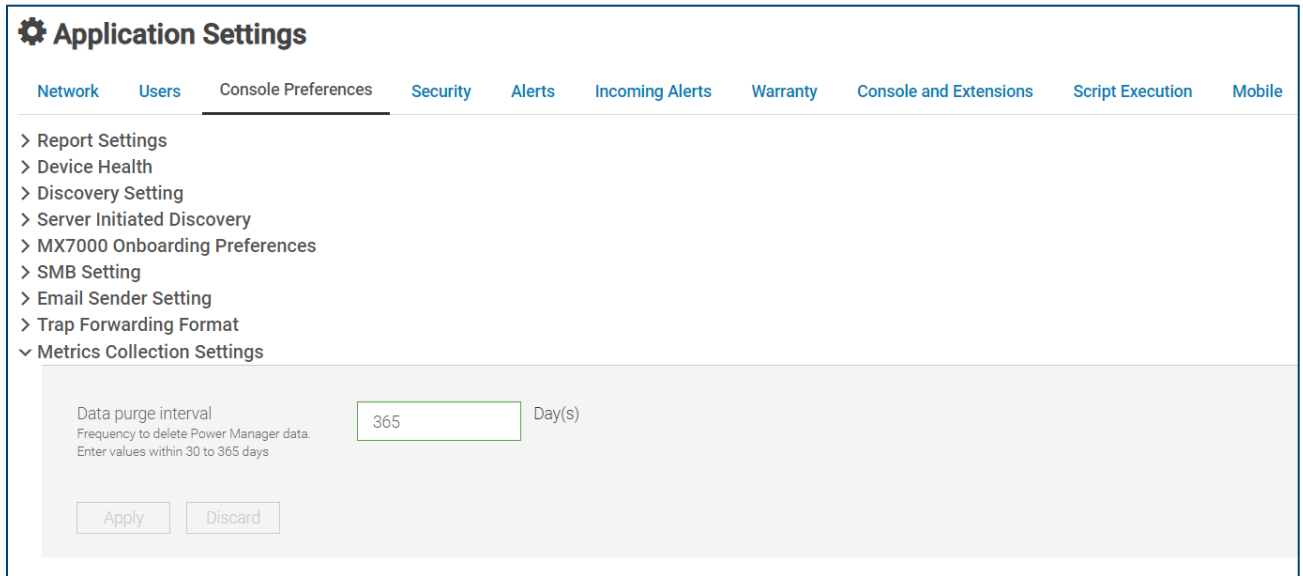 Application Settings
Network Users Console Preferences Security Alerts Incoming Alerts Warranty Console and Extensions Script Execution Mobile
Report Settings
Device Health
Discovery Setting
Server Initiated Discovery
MX7000 Onboarding Preferences
SMB Setting
Email Sender Setting
Trap Forwarding Format
Metrics Collection Settings
Data purge interval 365 Day(s)
Frequency to delete Power Manager data.
Enter values within 30 to 365 days
Apply Discard